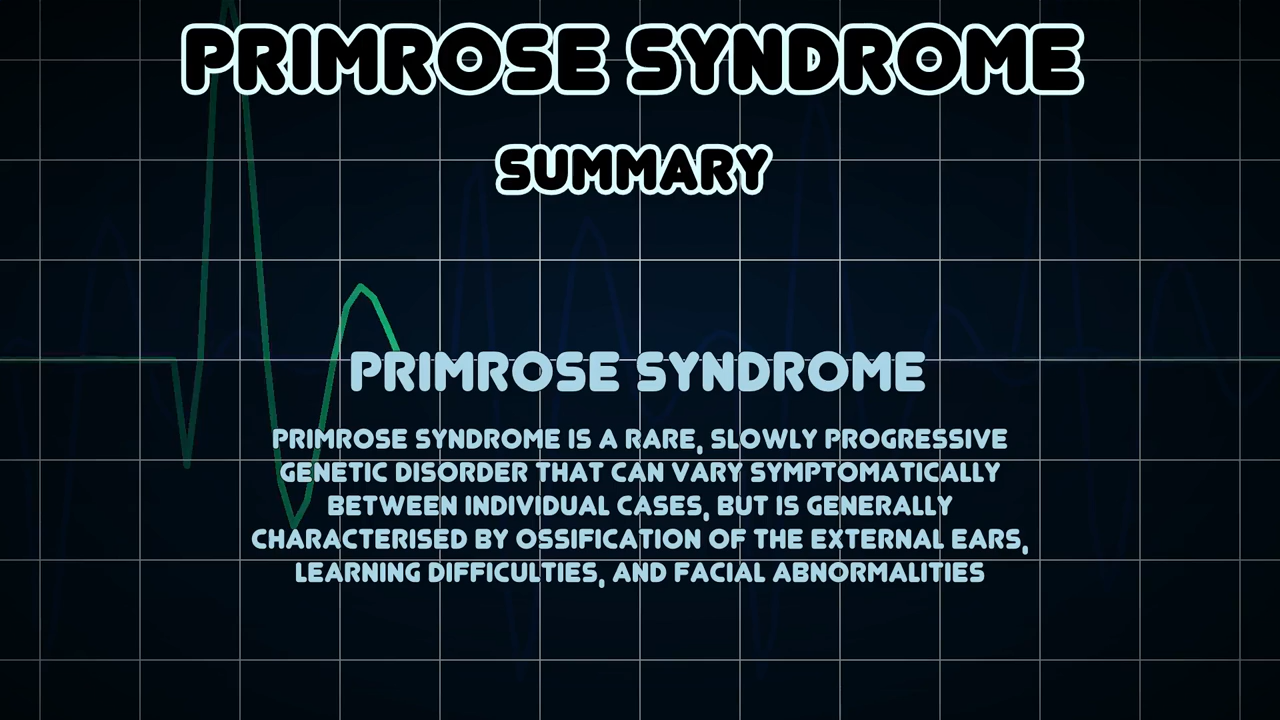 PRIMROSE SYNDROME
SUMMARY
PRIMROSE SYNDROME
PRIMROSE SYNDROME IS A RARE, SLOWLY PROGRESSIVE
GENETIC DISORDER THAT CAN VARY SYMPTOMATICALLY
BETWEEN INDIVIDUAL CASES, BUT IS GENERALLY
CHARACTERISED BY OSSIFICATION OF THE EXTERNAL EARS,
LEARNING DIFFICULTIES, AND FACIAL ABNORMALITIES